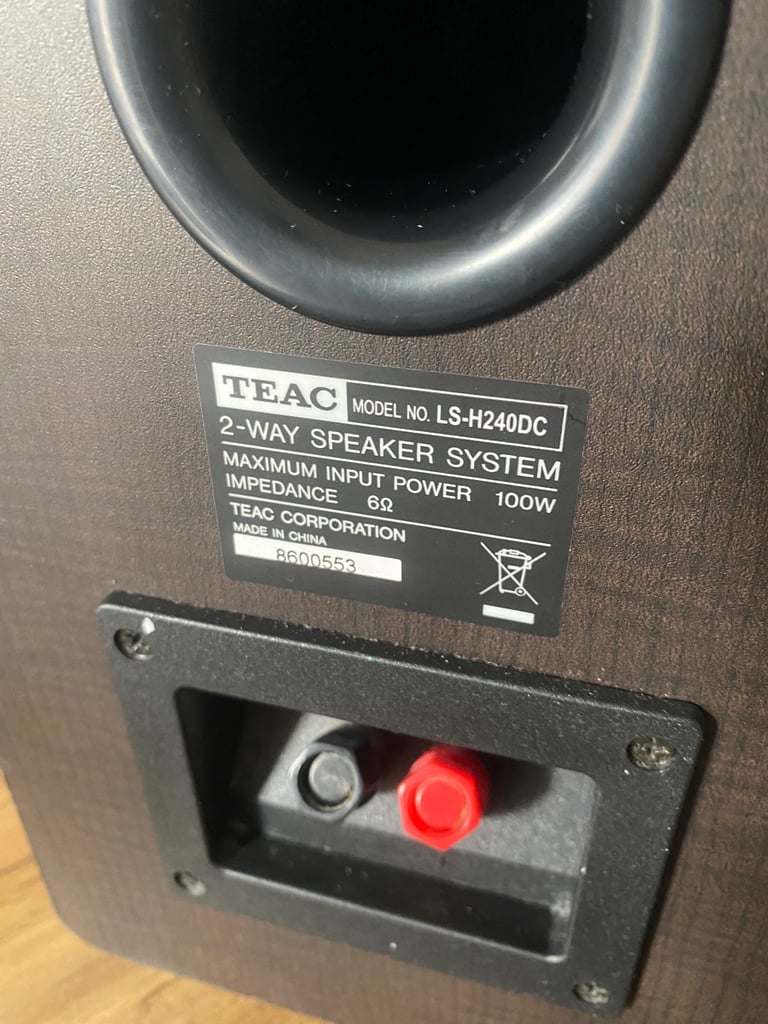 TEAC MODEL NO. LS-H240DC
2-WAY SPEAKER SYSTEM
MAXIMUM INPUT POWER 100W
IMPEDANCE 6Ω
TEAC CORPORATION
MADE IN CHINA
8600553